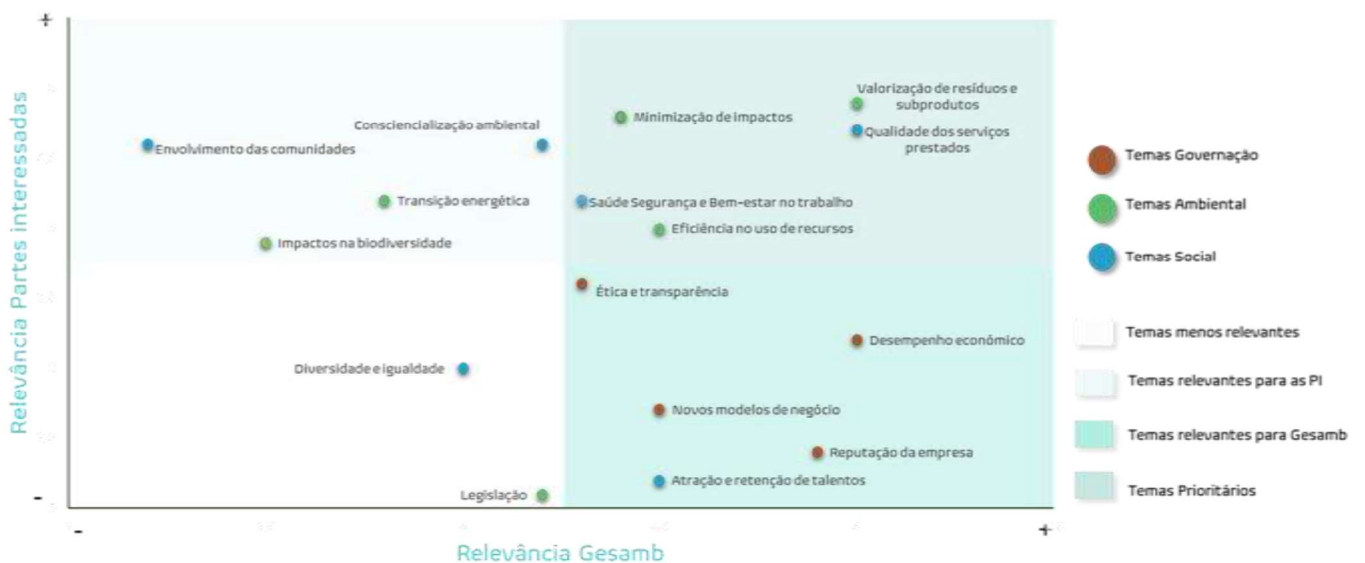 +
Relevância Partes interessadas
-
Valorização de resíduos e
subprodutos
Minimização de impactos
Qualidade dos serviços
prestados
Consciencialização ambiental
Envolvimento das comunidades
Transição energética
Saúde Segurança e Bem-estar no trabalho
Eficiência no uso de recursos
Impactos na biodiversidade
Ética e transparência
Desempenho económico
Diversidade e igualdade
Novos modelos de negócio
Reputação da empresa
Atração e retenção de talentos
Legislação
-
+
Relevância Gesamb
Temas Governação
Temas Ambiental
Temas Social
Temas menos relevantes
Temas relevantes para as PI
Temas relevantes para Gesamb
Temas Prioritários